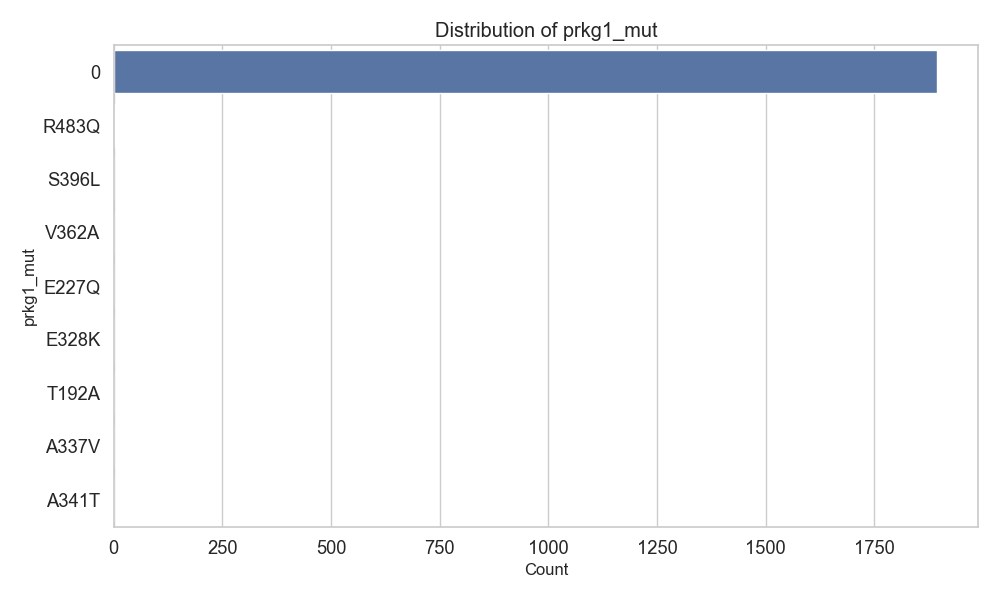 Distribution of prkg1_mut
prkg1_mut
0
R483Q
S396L
V362A
E227Q
E328K
T192A
A337V
A341T
0 250 500 750 1000 1250 1500 1750
Count